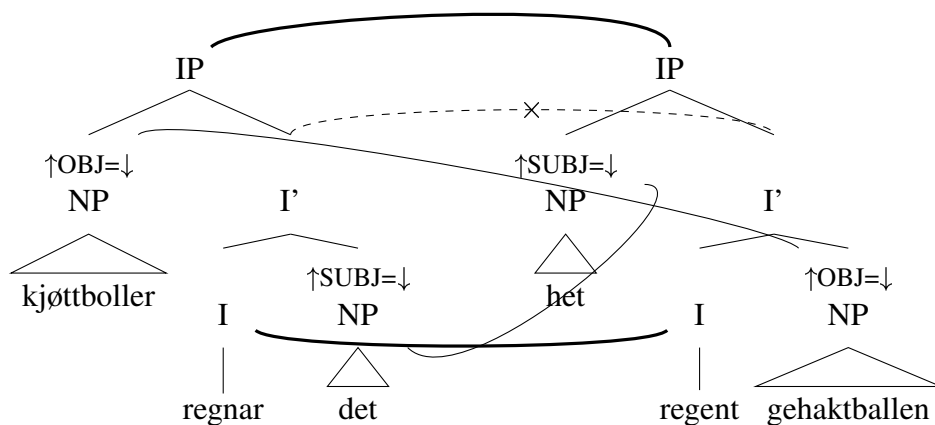 IP IP
↑OBJ=↓ ↑SUBJ=↓
NP I' NP I'
kjøttboller ↑SUBJ=↓ het ↑OBJ=↓
I NP I NP
regnar det regent gehaktballen